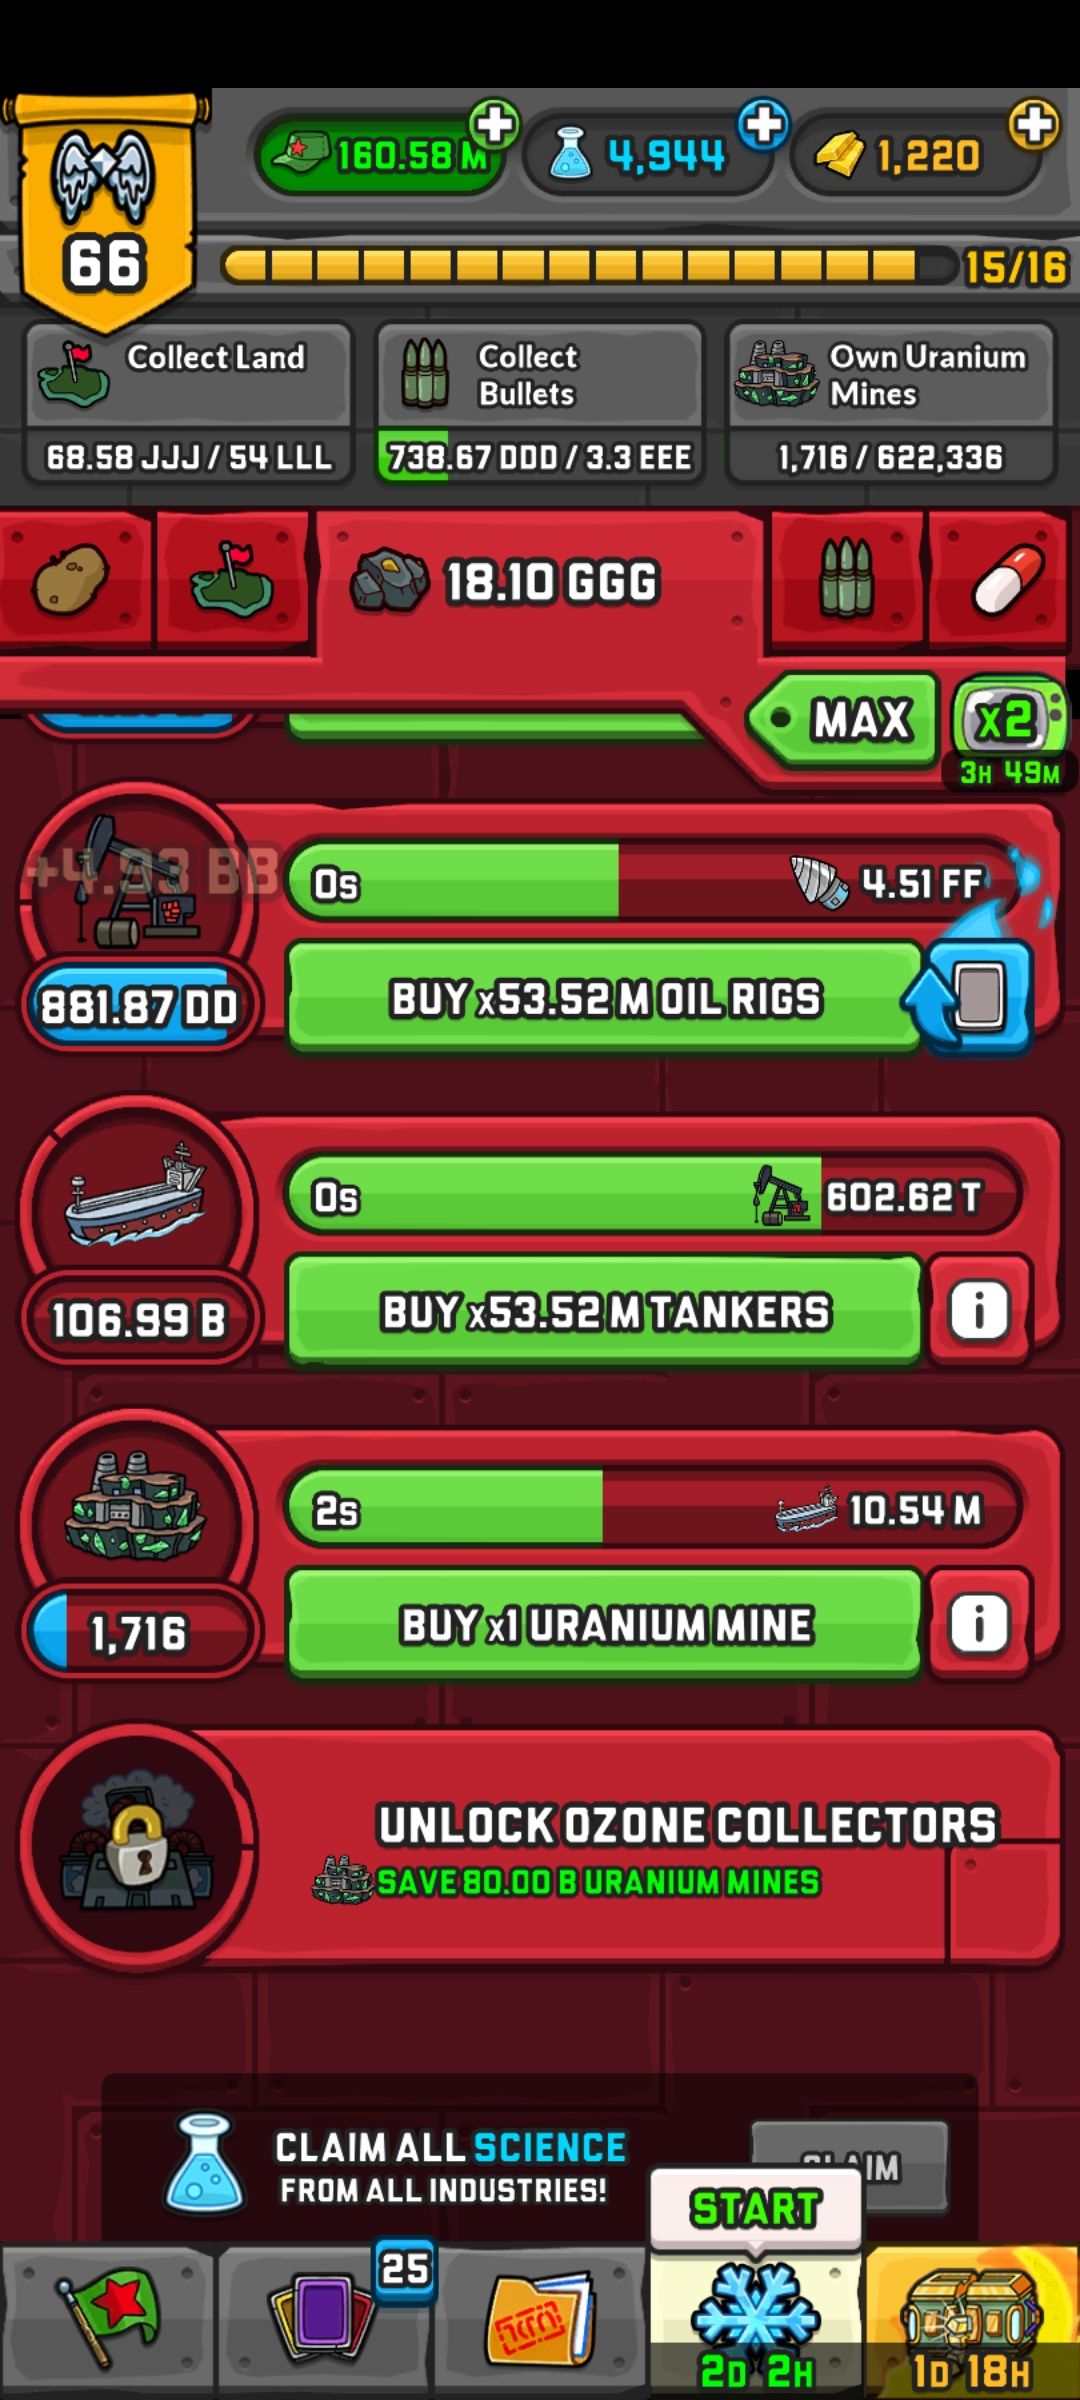 160.58 M
4,944
1,220
66
15/16
Collect Land
68.58 JJJ / 54 LLL
Collect
Bullets
738.67 DDD / 3.3 EEE
Own Uranium
Mines
1,716 / 622,336
18.10 GGG
MAX
x2
3H 49M
+4.93 BB
0s
4.51 FF
881.87 DD
BUY x53.52 M OIL RIGS
0s
602.62 T
106.99 B
BUY x53.52 M TANKERS
i
2s
10.54 M
1,716
BUY x1 URANIUM MINE
i
UNLOCK OZONE COLLECTORS
SAVE 80.00 B URANIUM MINES
CLAIM ALL SCIENCE
FROM ALL INDUSTRIES!
CLAIM
START
25
2D 2H
1D 18H